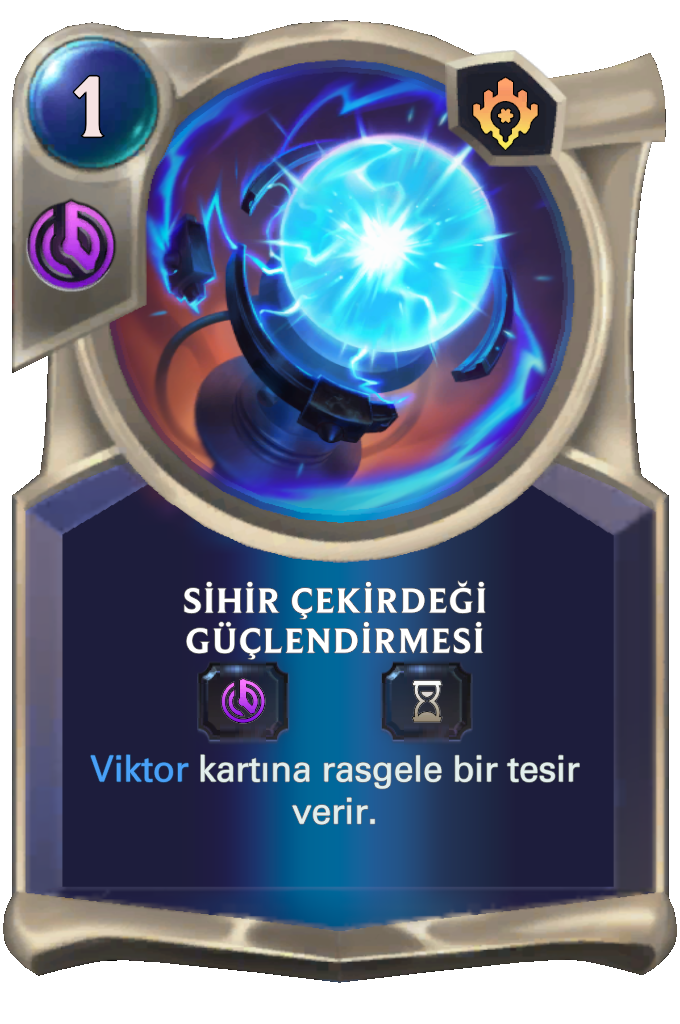 1
SİHİR ÇEKİRDEĞİ
GÜÇLENDİRMESİ
Viktor kartına rasgele bir tesir
verir.